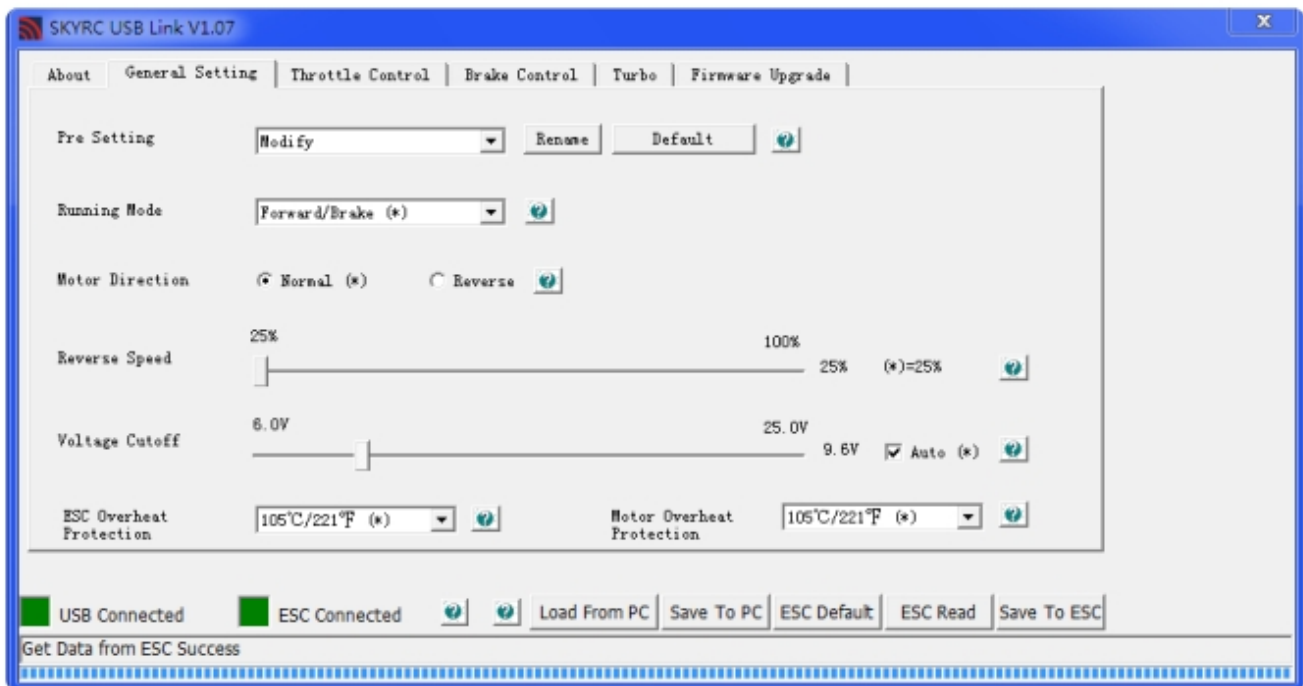 SKYRC USB Link V1.07
About General Setting Throttle Control Brake Control Turbo Firmware Upgrade
Pre Setting Modify Rename Default
Running Mode Forward/Brake (*)
Motor Direction Normal (*) Reverse
25% 100%
Reverse Speed 25% (*)=25%
6.0V 25.0V
Voltage Cutoff 9.6V Auto (*)
ESC Overheat Protection 105℃/221℉ (*) Motor Overheat Protection 105℃/221℉ (*)
USB Connected ESC Connected Load From PC Save To PC ESC Default ESC Read Save To ESC
Get Data from ESC Success